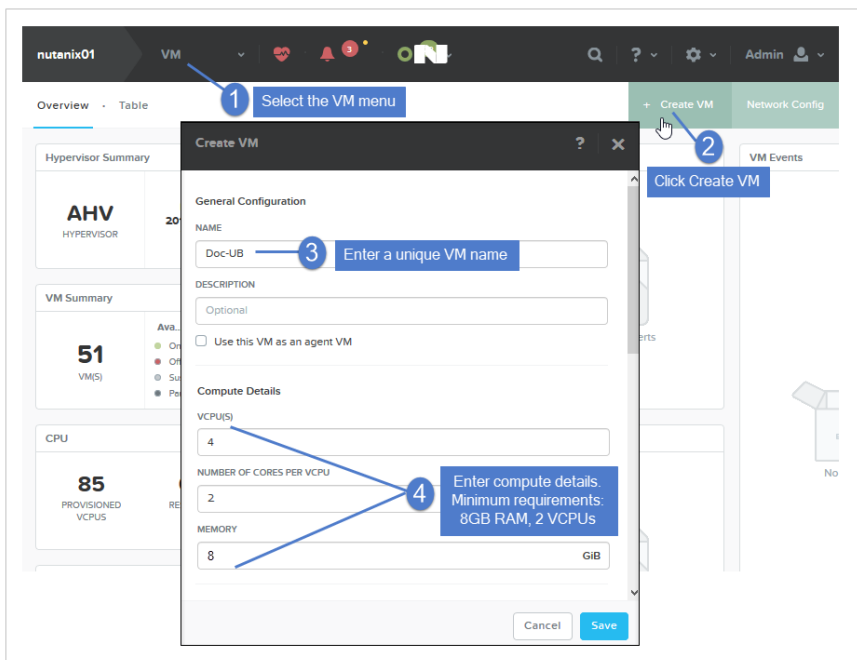 nutanix01
VM
3
ON
Admin
Overview · Table
1
Select the VM menu
+ Create VM
Network Config
2
Click Create VM
Hypervisor Summary
AHV
HYPERVISOR
VM Events
Create VM
?
General Configuration
NAME
Doc-UB
3
Enter a unique VM name
DESCRIPTION
Optional
Use this VM as an agent VM
VM Summary
51
VM(S)
Compute Details
VCPU(S)
4
NUMBER OF CORES PER VCPU
2
MEMORY
8
GiB
4
Enter compute details.
Minimum requirements:
8GB RAM, 2 VCPUs
CPU
85
PROVISIONED
VCPUS
No
Cancel
Save